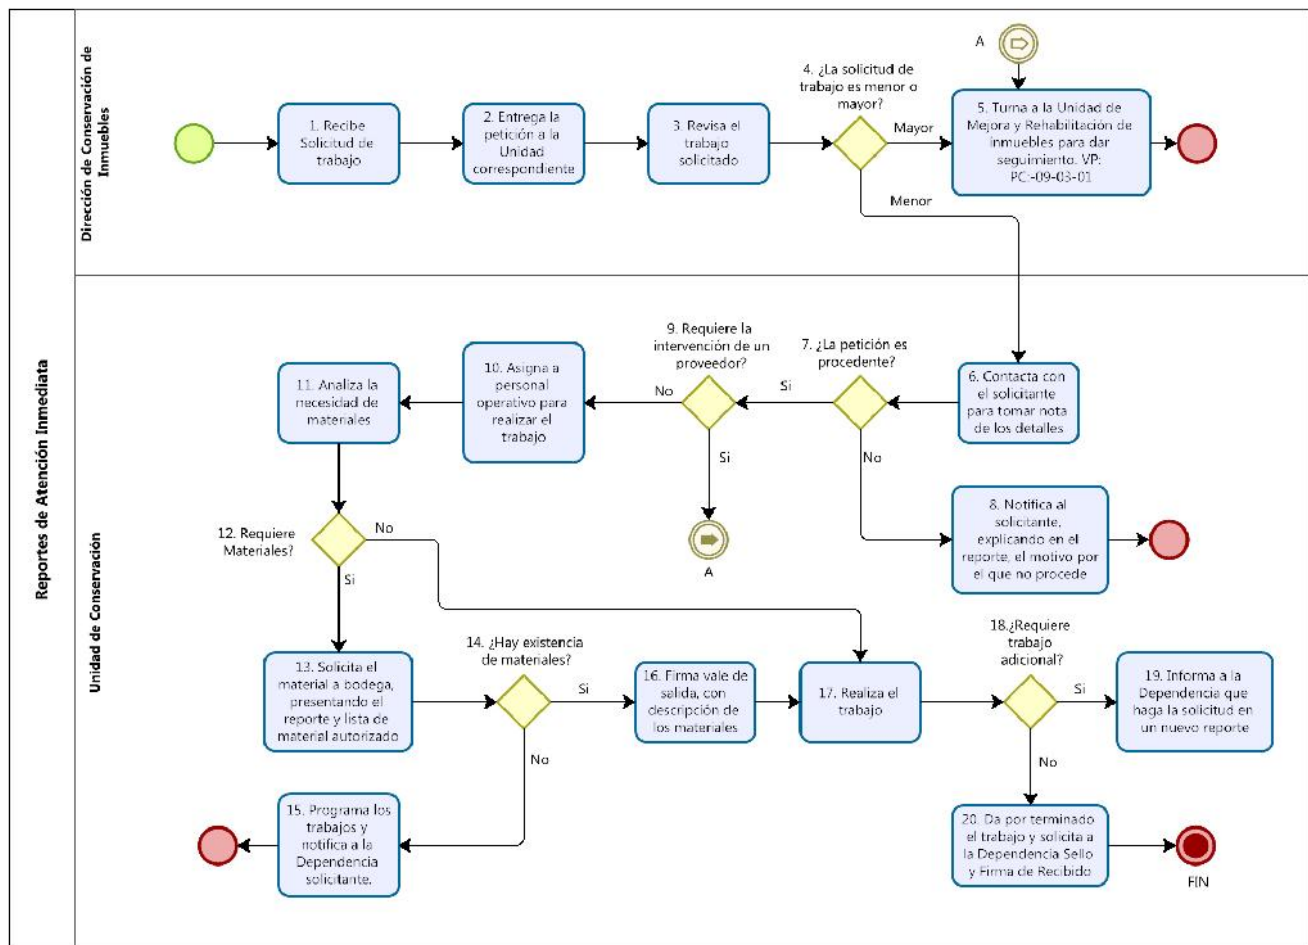 Reportes de Atención Inmediata
Dirección de Conservación de
Inmuebles
1. Recibe
Solicitud de
trabajo
2. Entrega la
petición a la
Unidad
correspondiente
3. Revisa el
trabajo
solicitado
4. ¿La solicitud de
trabajo es menor o
mayor?
Mayor
Menor
A
5. Turna a la Unidad de
Mejora y Rehabilitación de
inmuebles para dar
seguimiento. VP:
PC:-09-03-01
Unidad de Conservación
6. Contacta con
el solicitante
para tomar nota
de los detalles
7. ¿La petición es
procedente?
Si
No
8. Notifica al
solicitante,
explicando en el
reporte, el motivo por
el que no procede
9. Requiere la
intervención de un
proveedor?
No
Si
A
10. Asigna a
personal
operativo para
realizar el
trabajo
11. Analiza la
necesidad de
materiales
12. Requiere
Materiales?
No
Si
13. Solicita el
material a bodega,
presentando el
reporte y lista de
material autorizado
14. ¿Hay existencia
de materiales?
Si
No
15. Programa los
trabajos y
notifica a la
Dependencia
solicitante.
16. Firma vale de
salida, con
descripción de
los materiales
17. Realiza el
trabajo
18.¿Requiere
trabajo
adicional?
Si
No
19. Informa a la
Dependencia que
haga la solicitud en
un nuevo reporte
20. Da por terminado
el trabajo y solicita a
la Dependencia Sello
y Firma de Recibido
FIN